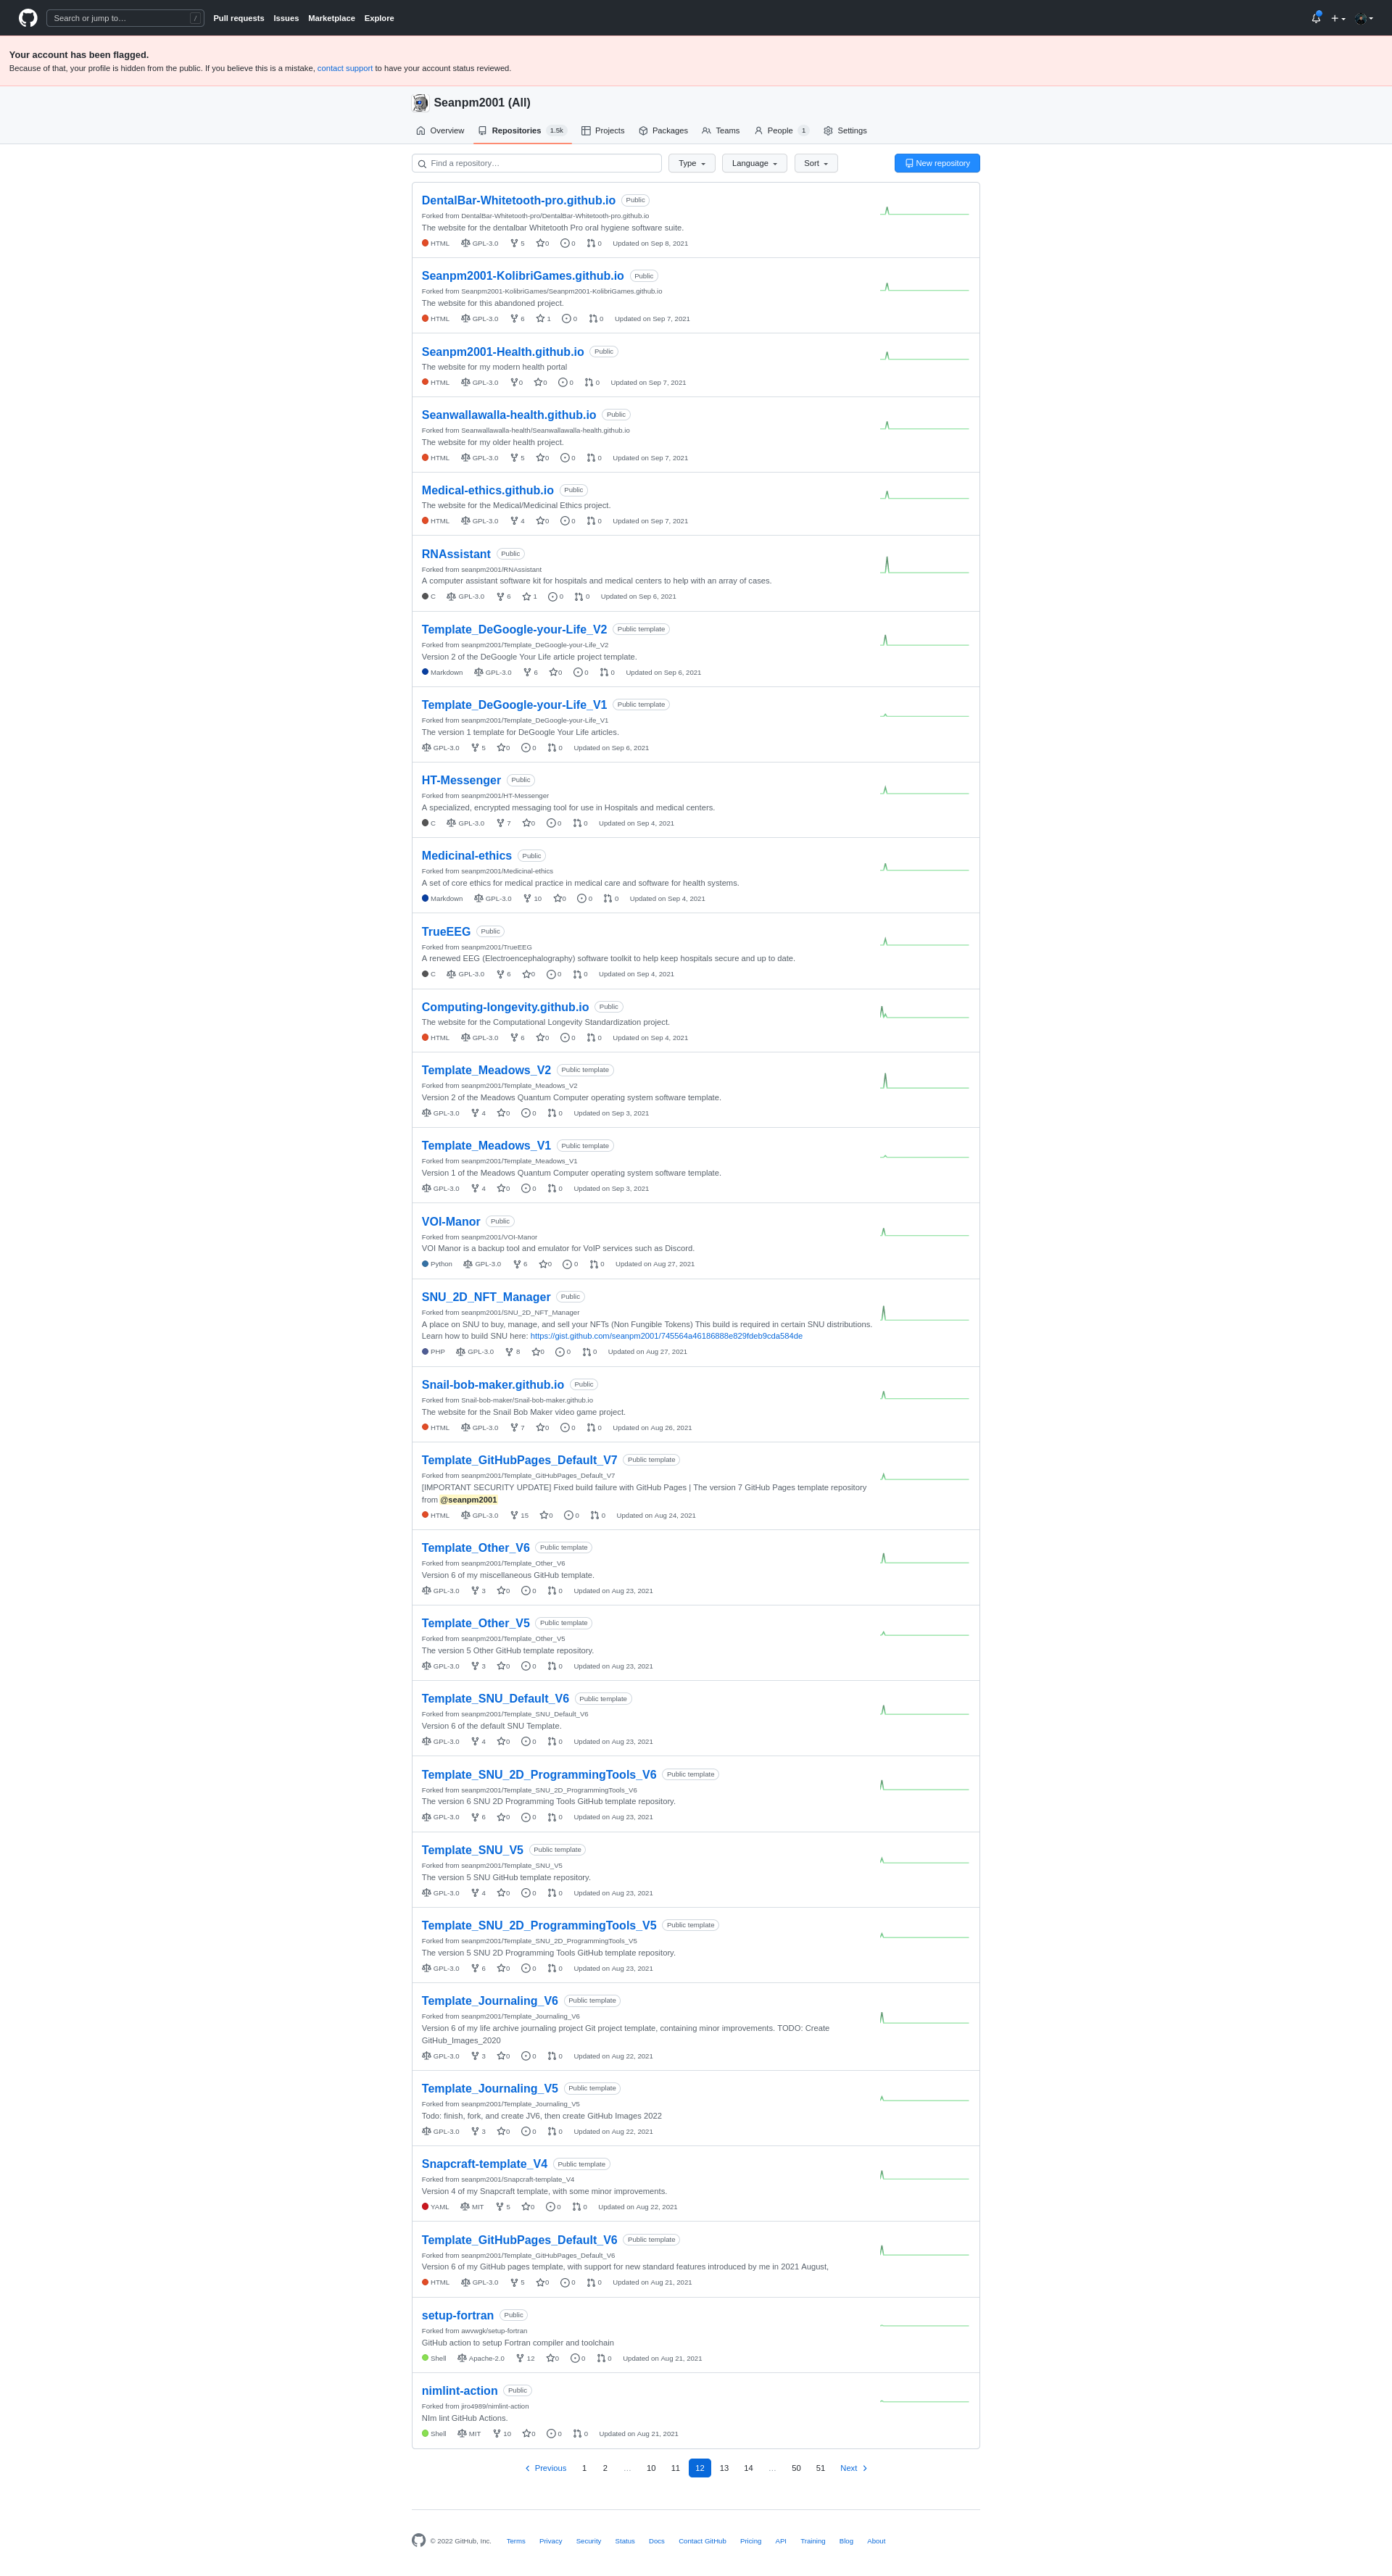 Search or jump to… /
Pull requests Issues Marketplace Explore
Your account has been flagged.
Because of that, your profile is hidden from the public. If you believe this is a mistake, contact support to have your account status reviewed.
Seanpm2001 (All)
Overview Repositories 1.5k Projects Packages Teams People 1 Settings
Find a repository… Type Language Sort New repository
DentalBar-Whitetooth-pro.github.io Public
Forked from DentalBar-Whitetooth-pro/DentalBar-Whitetooth-pro.github.io
The website for the dentalbar Whitetooth Pro oral hygiene software suite.
HTML GPL-3.0 5 0 0 0 Updated on Sep 8, 2021
Seanpm2001-KolibriGames.github.io Public
Forked from Seanpm2001-KolibriGames/Seanpm2001-KolibriGames.github.io
The website for this abandoned project.
HTML GPL-3.0 6 1 0 0 Updated on Sep 7, 2021
Seanpm2001-Health.github.io Public
The website for my modern health portal
HTML GPL-3.0 0 0 0 0 Updated on Sep 7, 2021
Seanwallawalla-health.github.io Public
Forked from Seanwallawalla-health/Seanwallawalla-health.github.io
The website for my older health project.
HTML GPL-3.0 5 0 0 0 Updated on Sep 7, 2021
Medical-ethics.github.io Public
The website for the Medical/Medicinal Ethics project.
HTML GPL-3.0 4 0 0 0 Updated on Sep 7, 2021
RNAssistant Public
Forked from seanpm2001/RNAssistant
A computer assistant software kit for hospitals and medical centers to help with an array of cases.
C GPL-3.0 6 1 0 0 Updated on Sep 6, 2021
Template_DeGoogle-your-Life_V2 Public template
Forked from seanpm2001/Template_DeGoogle-your-Life_V2
Version 2 of the DeGoogle Your Life article project template.
Markdown GPL-3.0 6 0 0 0 Updated on Sep 6, 2021
Template_DeGoogle-your-Life_V1 Public template
Forked from seanpm2001/Template_DeGoogle-your-Life_V1
The version 1 template for DeGoogle Your Life articles.
GPL-3.0 5 0 0 0 Updated on Sep 6, 2021
HT-Messenger Public
Forked from seanpm2001/HT-Messenger
A specialized, encrypted messaging tool for use in Hospitals and medical centers.
C GPL-3.0 7 0 0 0 Updated on Sep 4, 2021
Medicinal-ethics Public
Forked from seanpm2001/Medicinal-ethics
A set of core ethics for medical practice in medical care and software for health systems.
Markdown GPL-3.0 10 0 0 0 Updated on Sep 4, 2021
TrueEEG Public
Forked from seanpm2001/TrueEEG
A renewed EEG (Electroencephalography) software toolkit to help keep hospitals secure and up to date.
C GPL-3.0 6 0 0 0 Updated on Sep 4, 2021
Computing-longevity.github.io Public
The website for the Computational Longevity Standardization project.
HTML GPL-3.0 6 0 0 0 Updated on Sep 4, 2021
Template_Meadows_V2 Public template
Forked from seanpm2001/Template_Meadows_V2
Version 2 of the Meadows Quantum Computer operating system software template.
GPL-3.0 4 0 0 0 Updated on Sep 3, 2021
Template_Meadows_V1 Public template
Forked from seanpm2001/Template_Meadows_V1
Version 1 of the Meadows Quantum Computer operating system software template.
GPL-3.0 4 0 0 0 Updated on Sep 3, 2021
VOI-Manor Public
Forked from seanpm2001/VOI-Manor
VOI Manor is a backup tool and emulator for VoIP services such as Discord.
Python GPL-3.0 6 0 0 0 Updated on Aug 27, 2021
SNU_2D_NFT_Manager Public
Forked from seanpm2001/SNU_2D_NFT_Manager
A place on SNU to buy, manage, and sell your NFTs (Non Fungible Tokens) This build is required in certain SNU distributions.
Learn how to build SNU here: https://gist.github.com/seanpm2001/745564a46186888e829fdeb9cda584de
PHP GPL-3.0 8 0 0 0 Updated on Aug 27, 2021
Snail-bob-maker.github.io Public
Forked from Snail-bob-maker/Snail-bob-maker.github.io
The website for the Snail Bob Maker video game project.
HTML GPL-3.0 7 0 0 0 Updated on Aug 26, 2021
Template_GitHubPages_Default_V7 Public template
Forked from seanpm2001/Template_GitHubPages_Default_V7
[IMPORTANT SECURITY UPDATE] Fixed build failure with GitHub Pages | The version 7 GitHub Pages template repository
from @seanpm2001
HTML GPL-3.0 15 0 0 0 Updated on Aug 24, 2021
Template_Other_V6 Public template
Forked from seanpm2001/Template_Other_V6
Version 6 of my miscellaneous GitHub template.
GPL-3.0 3 0 0 0 Updated on Aug 23, 2021
Template_Other_V5 Public template
Forked from seanpm2001/Template_Other_V5
The version 5 Other GitHub template repository.
GPL-3.0 3 0 0 0 Updated on Aug 23, 2021
Template_SNU_Default_V6 Public template
Forked from seanpm2001/Template_SNU_Default_V6
Version 6 of the default SNU Template.
GPL-3.0 4 0 0 0 Updated on Aug 23, 2021
Template_SNU_2D_ProgrammingTools_V6 Public template
Forked from seanpm2001/Template_SNU_2D_ProgrammingTools_V6
The version 6 SNU 2D Programming Tools GitHub template repository.
GPL-3.0 6 0 0 0 Updated on Aug 23, 2021
Template_SNU_V5 Public template
Forked from seanpm2001/Template_SNU_V5
The version 5 SNU GitHub template repository.
GPL-3.0 4 0 0 0 Updated on Aug 23, 2021
Template_SNU_2D_ProgrammingTools_V5 Public template
Forked from seanpm2001/Template_SNU_2D_ProgrammingTools_V5
The version 5 SNU 2D Programming Tools GitHub template repository.
GPL-3.0 6 0 0 0 Updated on Aug 23, 2021
Template_Journaling_V6 Public template
Forked from seanpm2001/Template_Journaling_V6
Version 6 of my life archive journaling project Git project template, containing minor improvements. TODO: Create
GitHub_Images_2020
GPL-3.0 3 0 0 0 Updated on Aug 22, 2021
Template_Journaling_V5 Public template
Forked from seanpm2001/Template_Journaling_V5
Todo: finish, fork, and create JV6, then create GitHub Images 2022
GPL-3.0 3 0 0 0 Updated on Aug 22, 2021
Snapcraft-template_V4 Public template
Forked from seanpm2001/Snapcraft-template_V4
Version 4 of my Snapcraft template, with some minor improvements.
YAML MIT 5 0 0 0 Updated on Aug 22, 2021
Template_GitHubPages_Default_V6 Public template
Forked from seanpm2001/Template_GitHubPages_Default_V6
Version 6 of my GitHub pages template, with support for new standard features introduced by me in 2021 August,
HTML GPL-3.0 5 0 0 0 Updated on Aug 21, 2021
setup-fortran Public
Forked from awvwgk/setup-fortran
GitHub action to setup Fortran compiler and toolchain
Shell Apache-2.0 12 0 0 0 Updated on Aug 21, 2021
nimlint-action Public
Forked from jiro4989/nimlint-action
NIm lint GitHub Actions.
Shell MIT 10 0 0 0 Updated on Aug 21, 2021
Previous 1 2 … 10 11 12 13 14 … 50 51 Next
© 2022 GitHub, Inc. Terms Privacy Security Status Docs Contact GitHub Pricing API Training Blog About